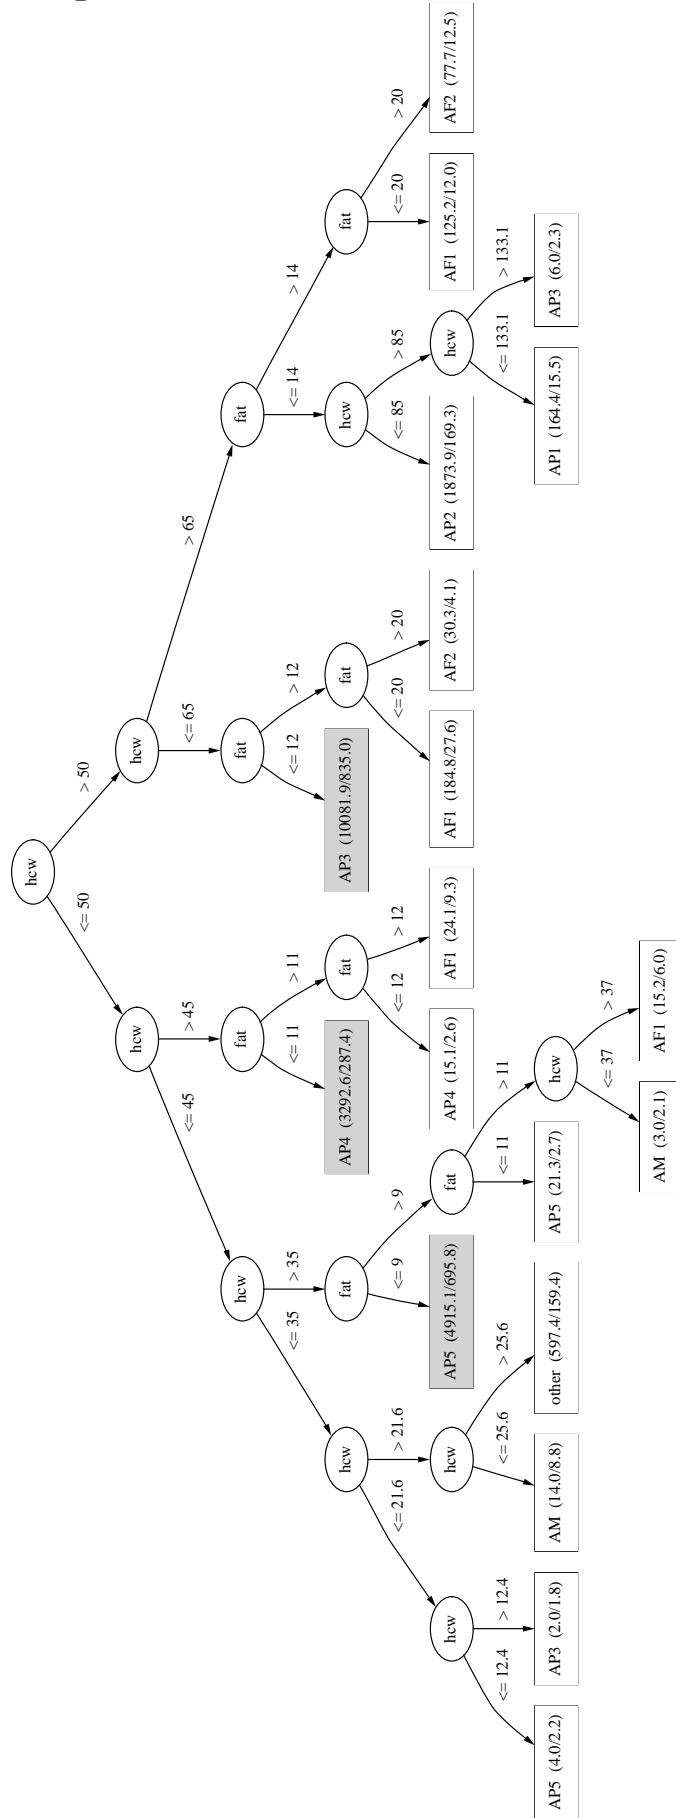 hcw
<= 50
> 50
hcw
hcw
<= 45
> 45
<= 65
> 65
hcw
fat
fat
fat
<= 35
> 35
<= 11
> 11
<= 12
> 12
<= 14
> 14
hcw
fat
AP4 (3292.6/287.4)
fat
AP3 (10081.9/835.0)
fat
hcw
fat
<= 21.6
> 21.6
<= 9
> 9
<= 12
> 12
<=20
> 20
<= 85
> 85
<= 20
> 20
hcw
hcw
AP5 (4915.1/695.8)
fat
AP4 (15.1/2.6)
AF1 (24.1/9.3)
AF1 (184.8/27.6)
AF2 (30.3/4.1)
AP2 (1873.9/169.3)
hcw
AF1 (125.2/12.0)
AF2 (77.7/12.5)
<= 12.4
> 12.4
<= 25.6
> 25.6
<= 11
> 11
<= 133.1
> 133.1
AP5 (4.0/2.2)
AP3 (2.0/1.8)
AM (14.0/8.8)
other (597.4/159.4)
AP5 (21.3/2.7)
hcw
AP1 (164.4/15.5)
AP3 (6.0/2.3)
<= 37
> 37
AM (3.0/2.1)
AF1 (15.2/6.0)